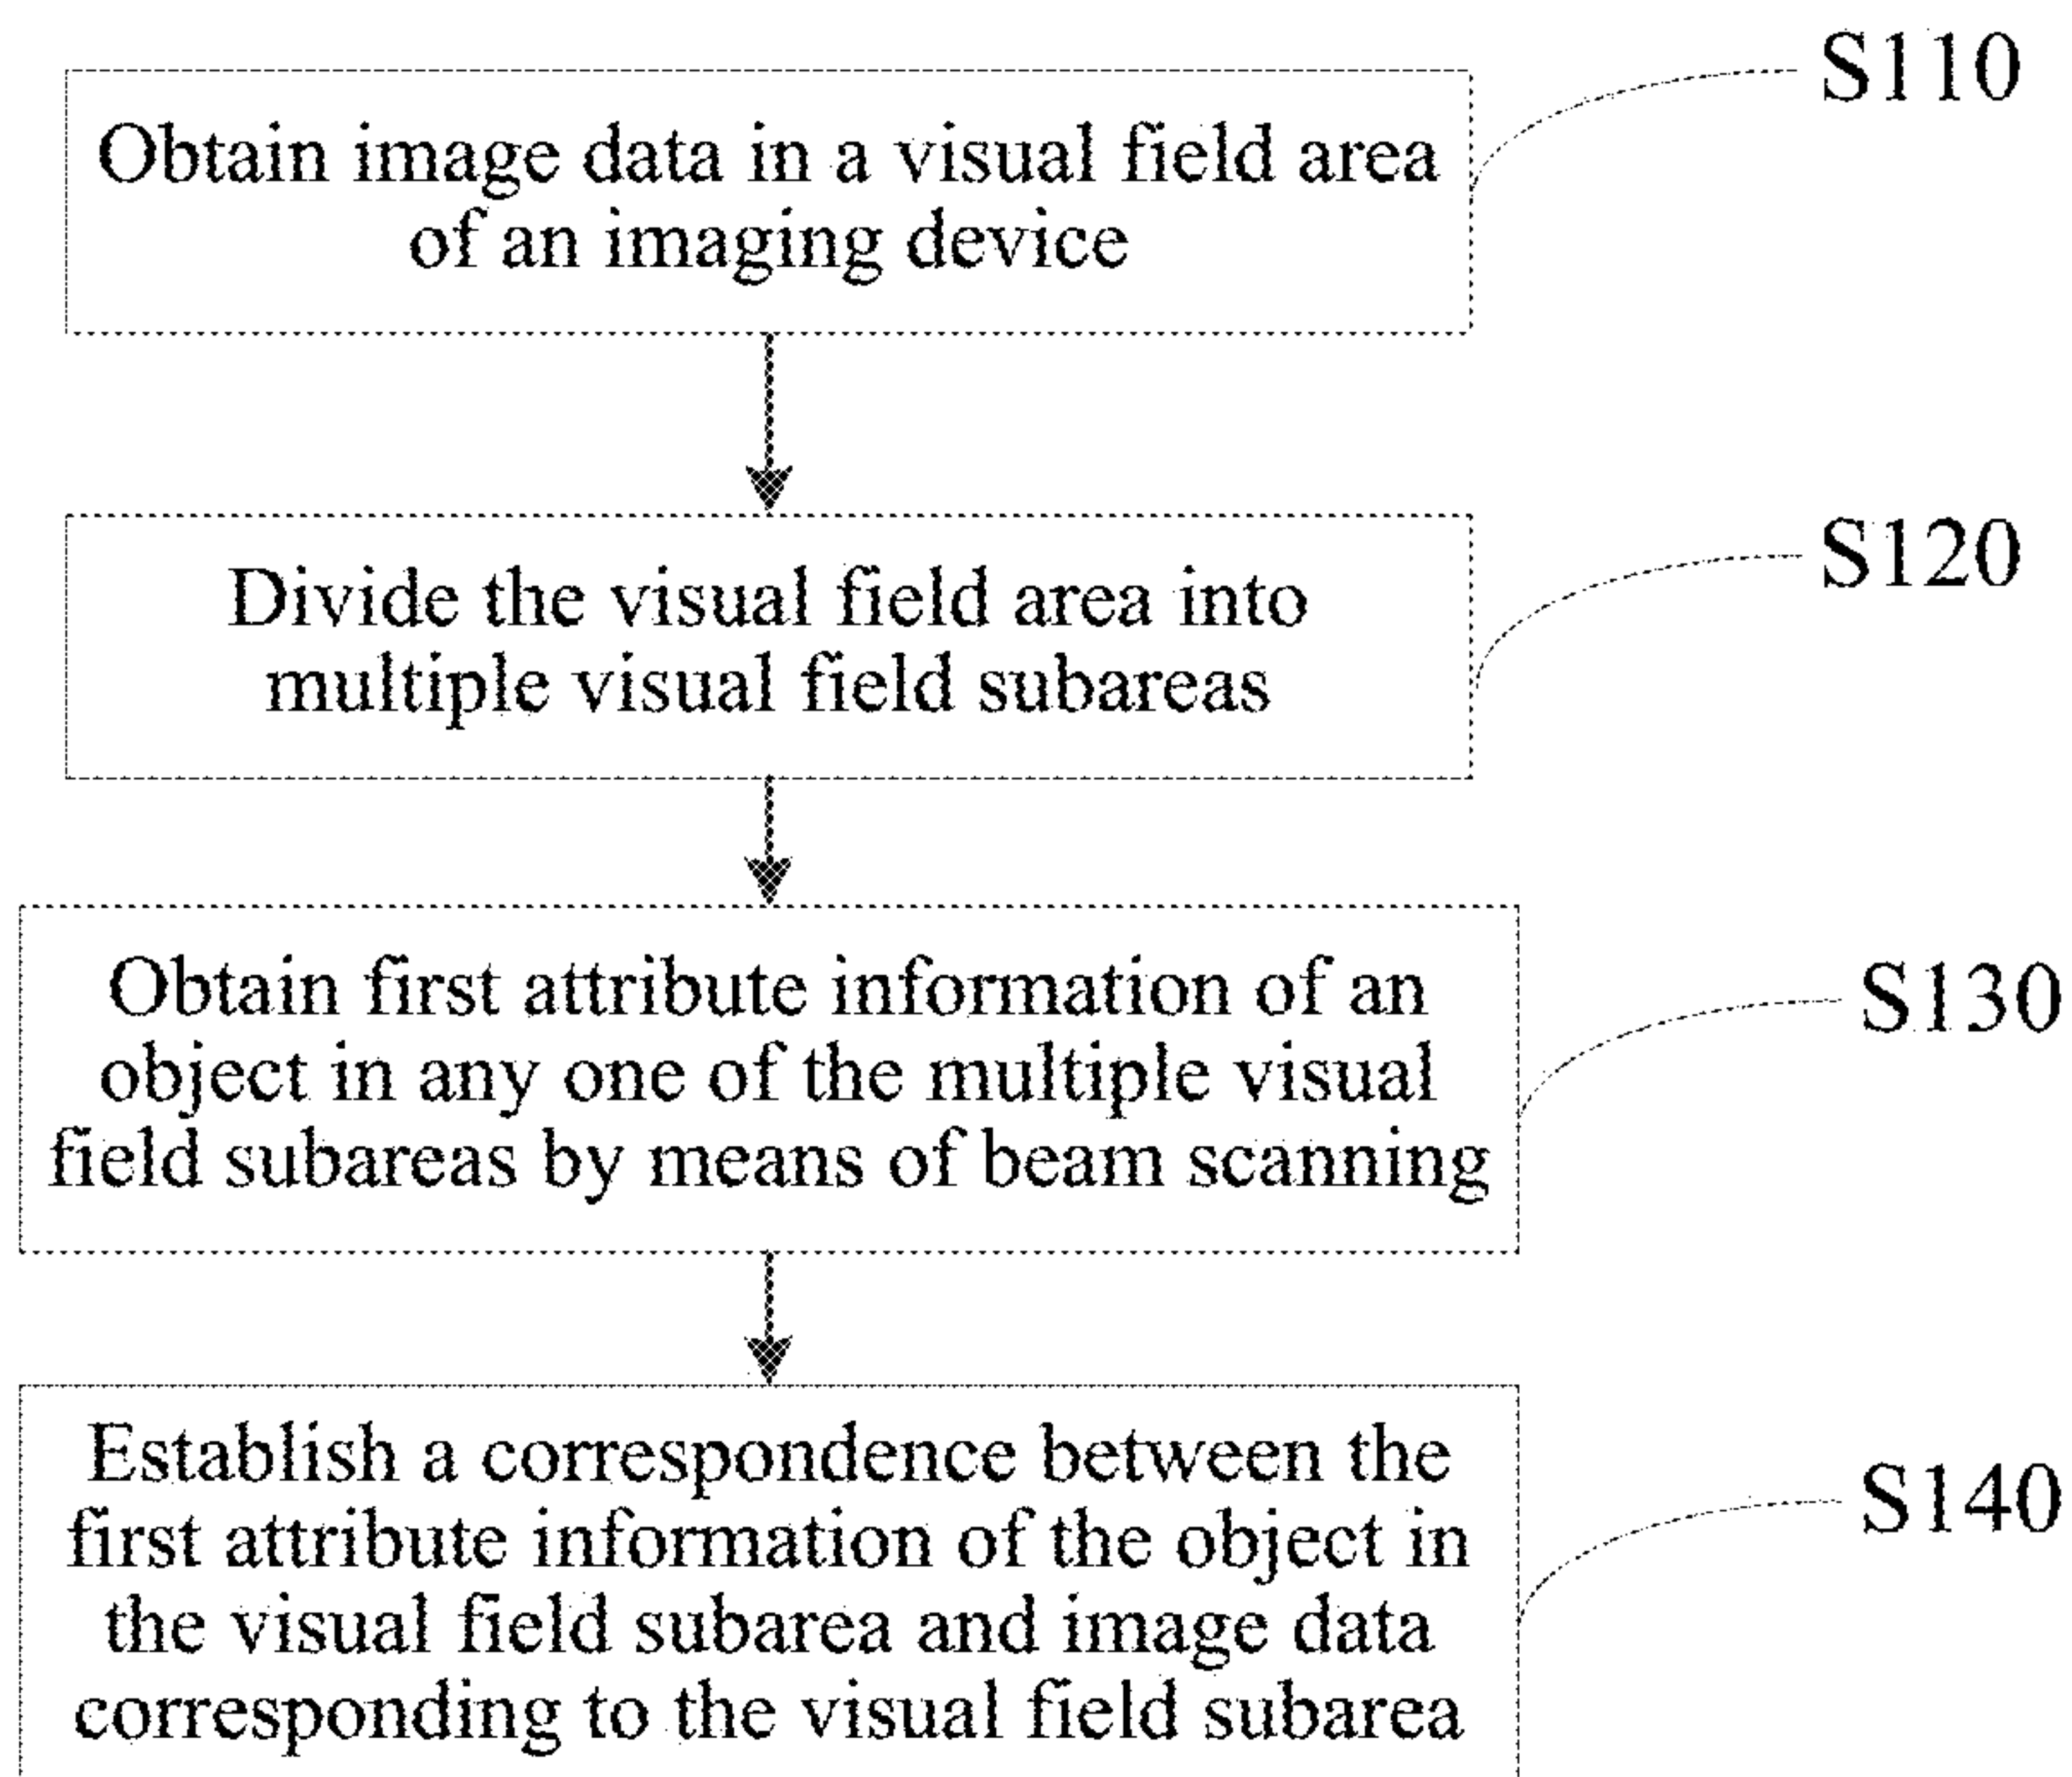 S110
Obtain image data in a visual field area
of an imaging device
S120
Divide the visual field area into
multiple visual field subareas
S130
Obtain first attribute information of an
object in any one of the multiple visual
field subareas by means of beam scanning
S140
Establish a correspondence between the
first attribute information of the object in
the visual field subarea and image data
corresponding to the visual field subarea